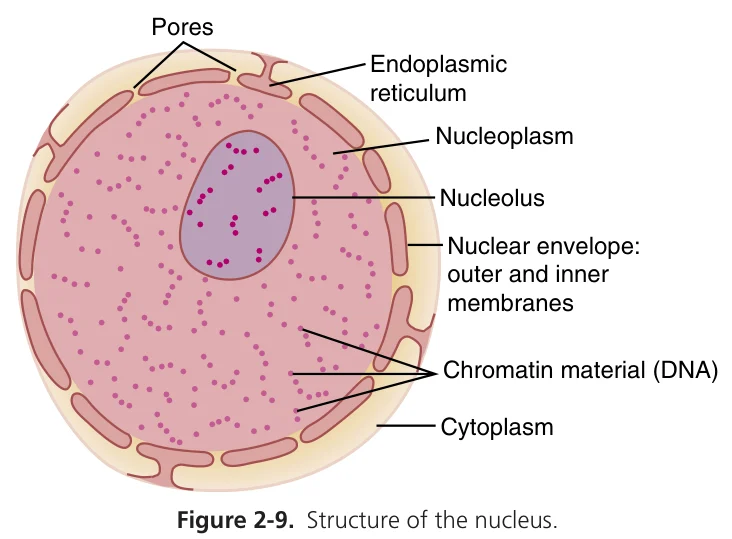 Pores
Endoplasmic
reticulum
Nucleoplasm
Nucleolus
Nuclear envelope:
outer and inner
membranes
Chromatin material (DNA)
Cytoplasm
Figure 2-9. Structure of the nucleus.